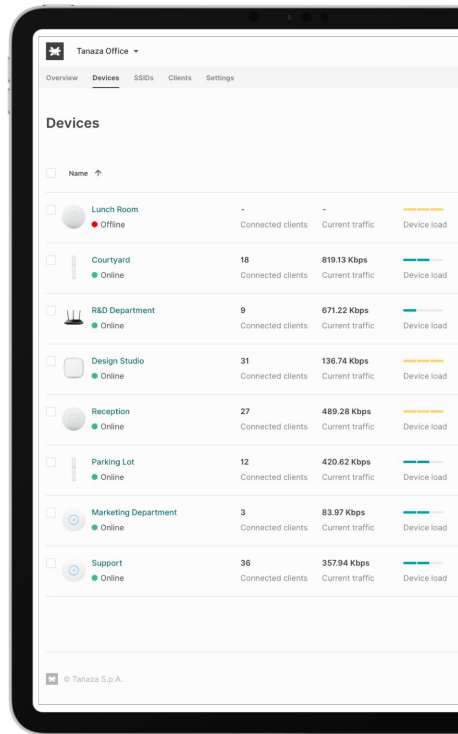 Tanaza Office
Overview Devices SSIDs Clients Settings
Devices
Name ↑
Lunch Room - -
Offline Connected clients Current traffic Device load
Courtyard 18 819.13 Kbps
Online Connected clients Current traffic Device load
R&D Department 9 671.22 Kbps
Online Connected clients Current traffic Device load
Design Studio 31 136.74 Kbps
Online Connected clients Current traffic Device load
Reception 27 489.28 Kbps
Online Connected clients Current traffic Device load
Parking Lot 12 420.62 Kbps
Online Connected clients Current traffic Device load
Marketing Department 3 83.97 Kbps
Online Connected clients Current traffic Device load
Support 36 357.94 Kbps
Online Connected clients Current traffic Device load
© Tanaza S.p.A.